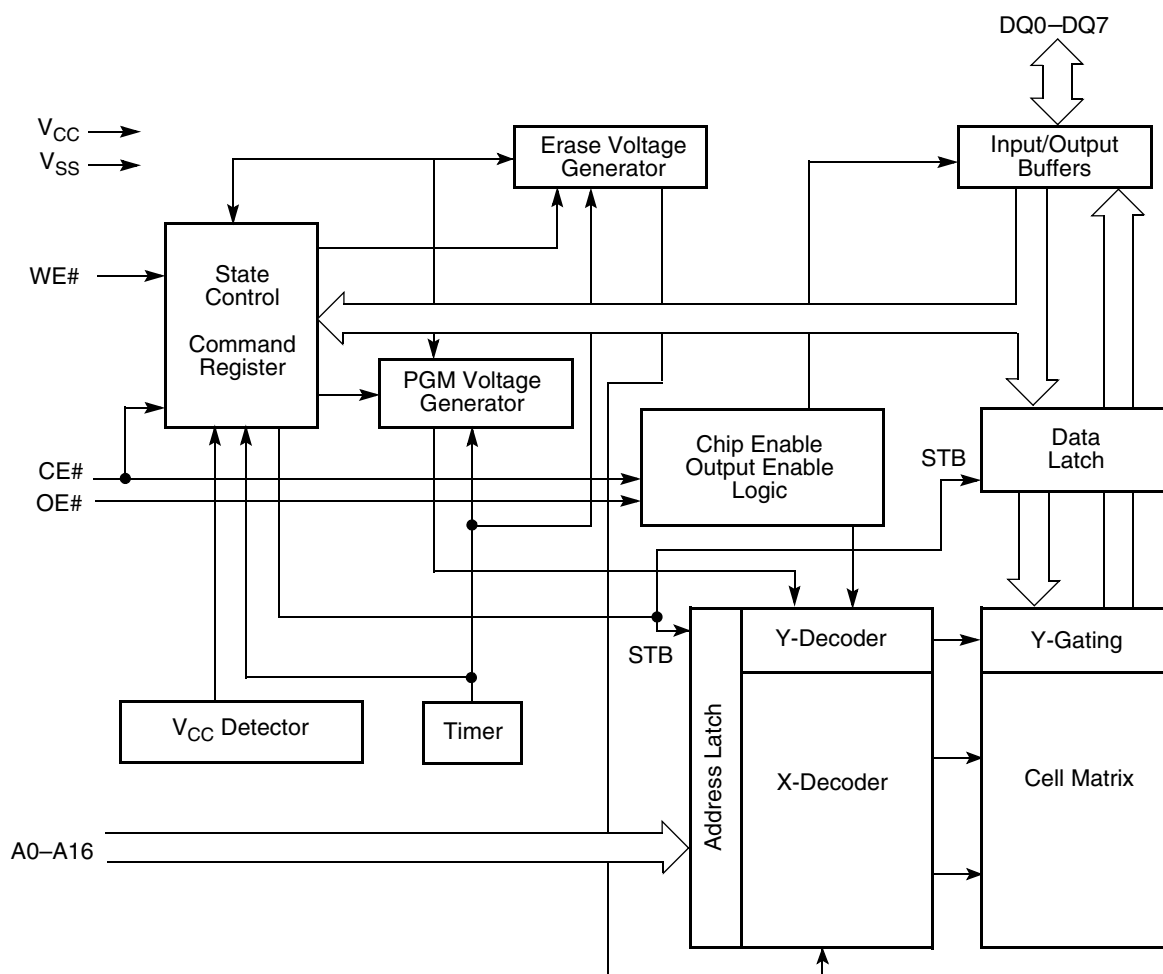 DQ0–DQ7
VCC
VSS
Erase Voltage
Generator
Input/Output
Buffers
WE#
State
Control
Command
Register
PGM Voltage
Generator
CE#
OE#
Chip Enable
Output Enable
Logic
STB
Data
Latch
STB
Y-Decoder
Y-Gating
VCC Detector
Timer
Address Latch
X-Decoder
Cell Matrix
A0–A16